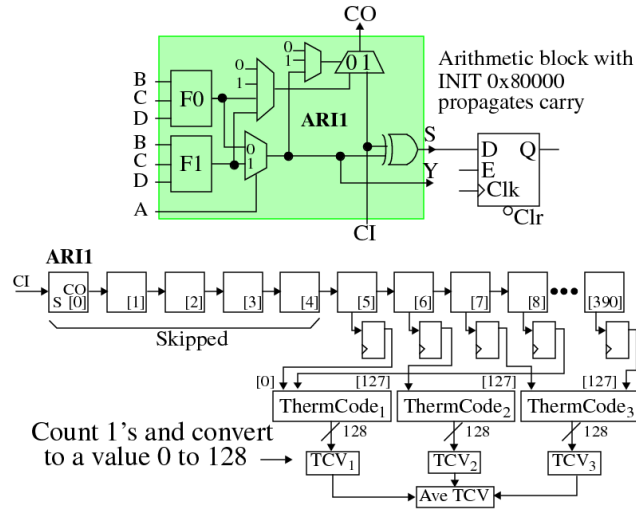 CO
0
1
0
1
0 1
Arithmetic block with
INIT 0x80000
propagates carry
B
C
D
F0
ARI1
B
C
D
F1
0
1
S
Y
D Q
E
Clk
Clr
A
CI
ARI1
CI
CO
S [0]
[1]
[2]
[3]
[4]
[5]
[6]
[7]
[8]
[390]
Skipped
[0]
[127]
[127]
[127]
ThermCode1
ThermCode2
ThermCode3
Count 1's and convert
to a value 0 to 128
128
128
128
TCV1
TCV2
TCV3
Ave TCV